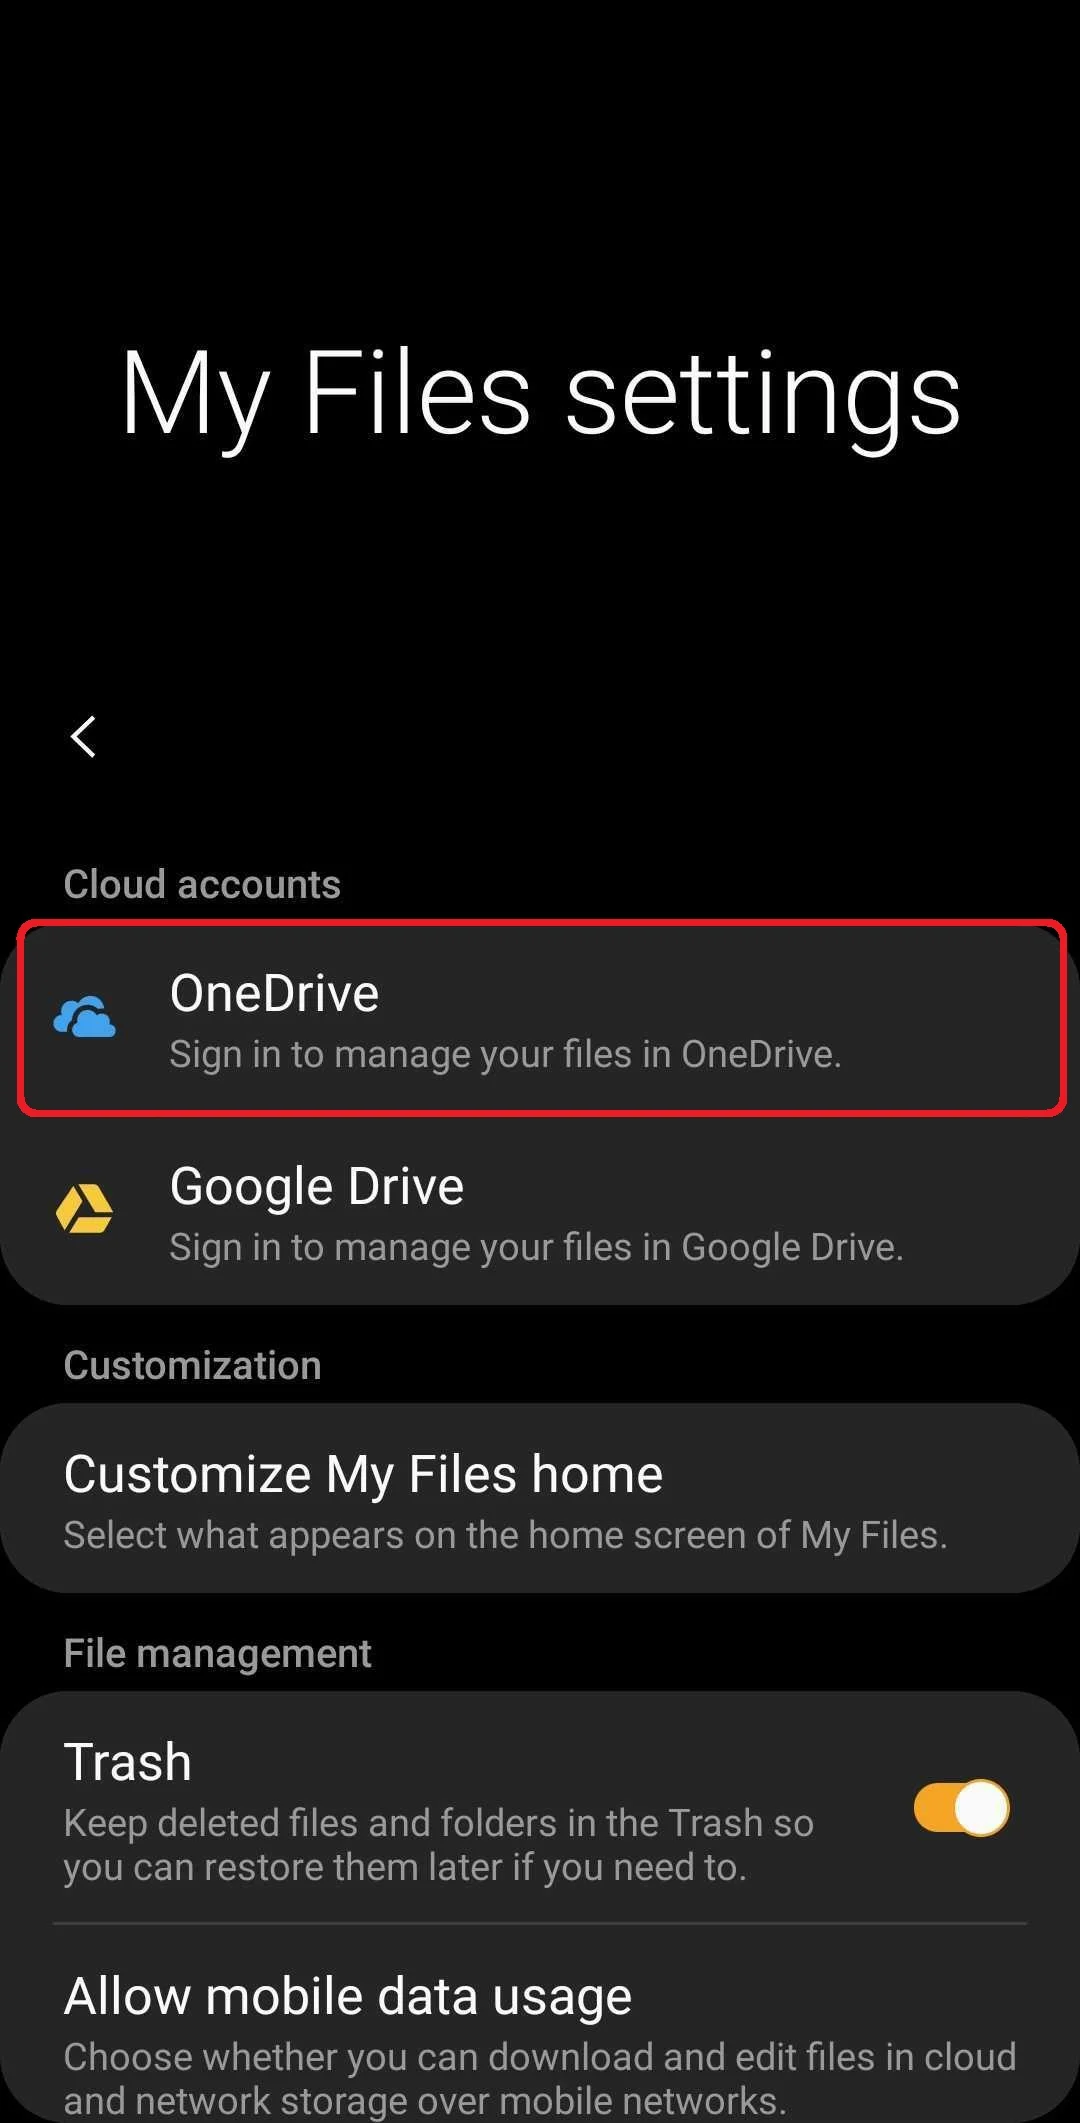 My Files settings
Cloud accounts
OneDrive
Sign in to manage your files in OneDrive.
Google Drive
Sign in to manage your files in Google Drive.
Customization
Customize My Files home
Select what appears on the home screen of My Files.
File management
Trash
Keep deleted files and folders in the Trash so
you can restore them later if you need to.
Allow mobile data usage
Choose whether you can download and edit files in cloud
and network storage over mobile networks.